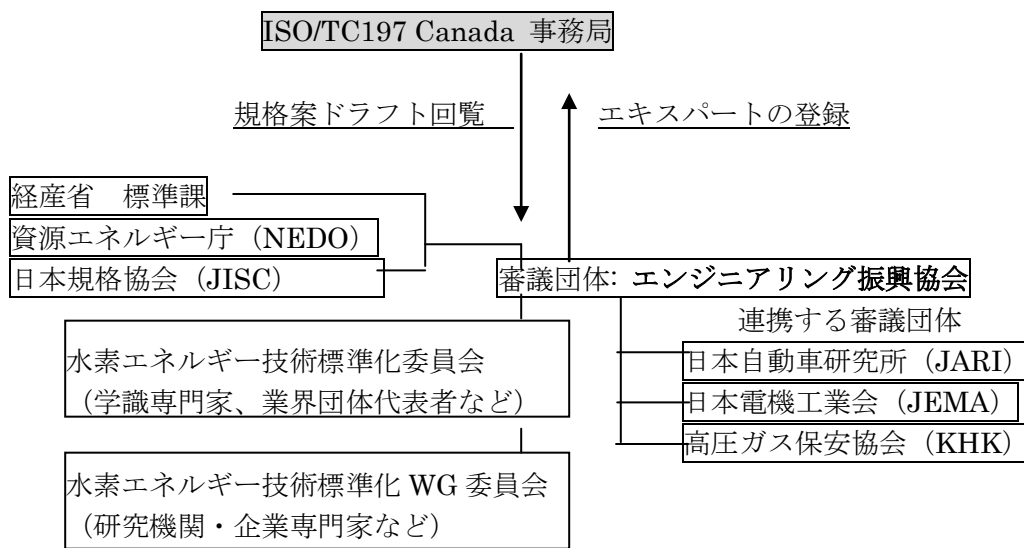 ISO/TC197 Canada 事務局
規格案ドラフト回覧
エキスパートの登録
経産省　標準課
資源エネルギー庁（NEDO）
日本規格協会（JISC）
審議団体: エンジニアリング振興協会
連携する審議団体
日本自動車研究所（JARI）
日本電機工業会（JEMA）
高圧ガス保安協会（KHK）
水素エネルギー技術標準化委員会
（学識専門家、業界団体代表者など）
水素エネルギー技術標準化 WG 委員会
（研究機関・企業専門家など）